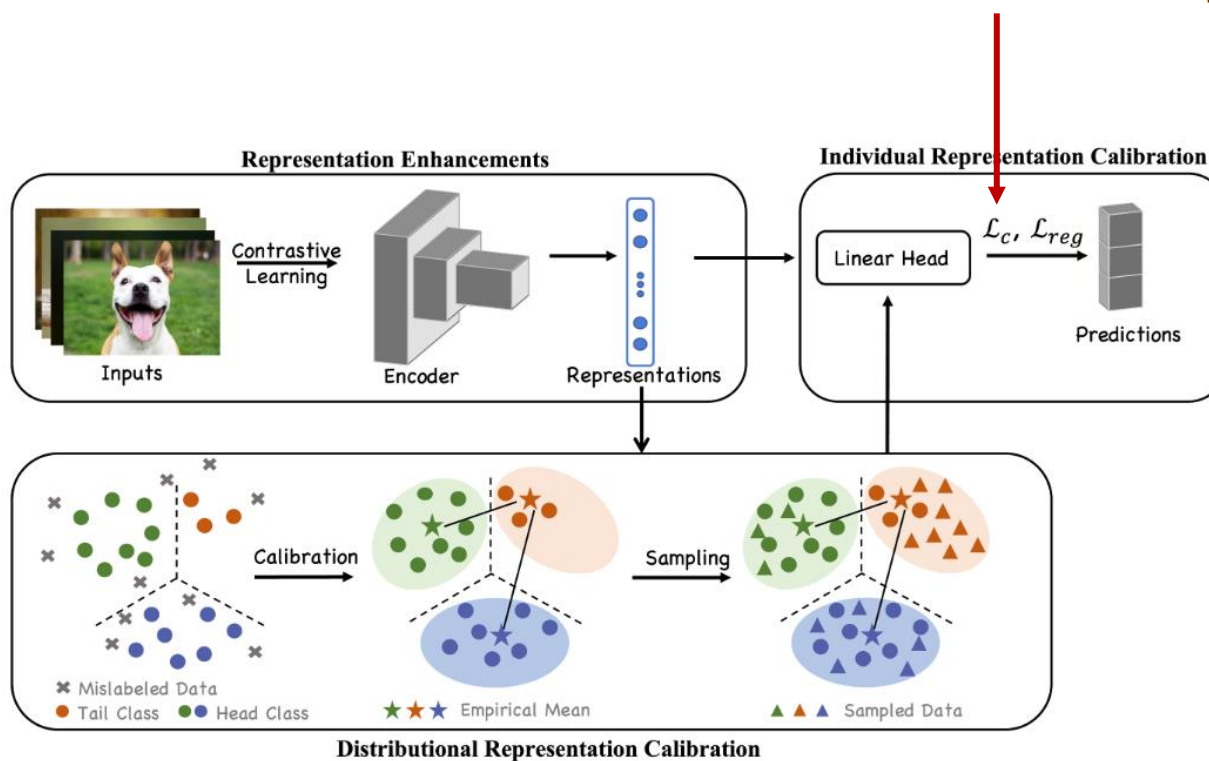 Representation Enhancements
Individual Representation Calibration
Contrastive
Learning
Inputs
Encoder
Representations
Linear Head
ℒc, ℒreg
Predictions
Calibration
Sampling
Mislabeled Data
Tail Class
Head Class
Empirical Mean
Sampled Data
Distributional Representation Calibration